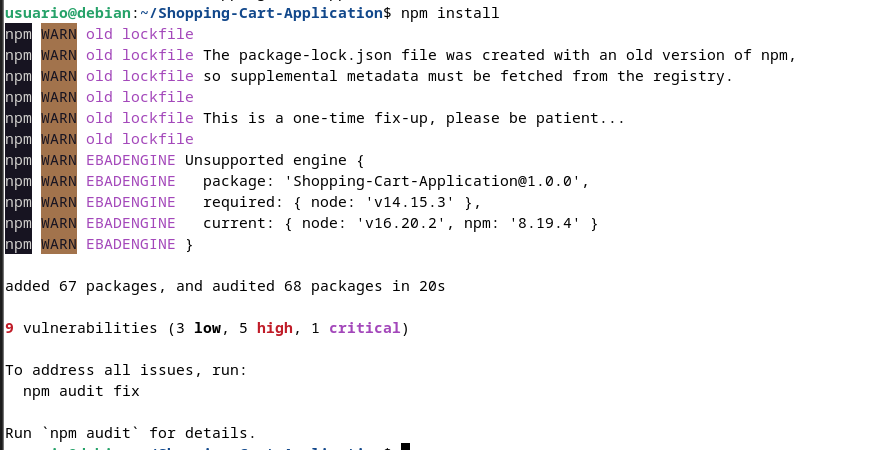 usuario@debian:~/Shopping-Cart-Application$ npm install
npm WARN old lockfile
npm WARN old lockfile The package-lock.json file was created with an old version of npm,
npm WARN old lockfile so supplemental metadata must be fetched from the registry.
npm WARN old lockfile
npm WARN old lockfile This is a one-time fix-up, please be patient...
npm WARN old lockfile
npm WARN EBADENGINE Unsupported engine {
npm WARN EBADENGINE   package: 'Shopping-Cart-Application@1.0.0',
npm WARN EBADENGINE   required: { node: 'v14.15.3' },
npm WARN EBADENGINE   current: { node: 'v16.20.2', npm: '8.19.4' }
npm WARN EBADENGINE }
added 67 packages, and audited 68 packages in 20s
9 vulnerabilities (3 low, 5 high, 1 critical)
To address all issues, run:
  npm audit fix
Run `npm audit` for details.